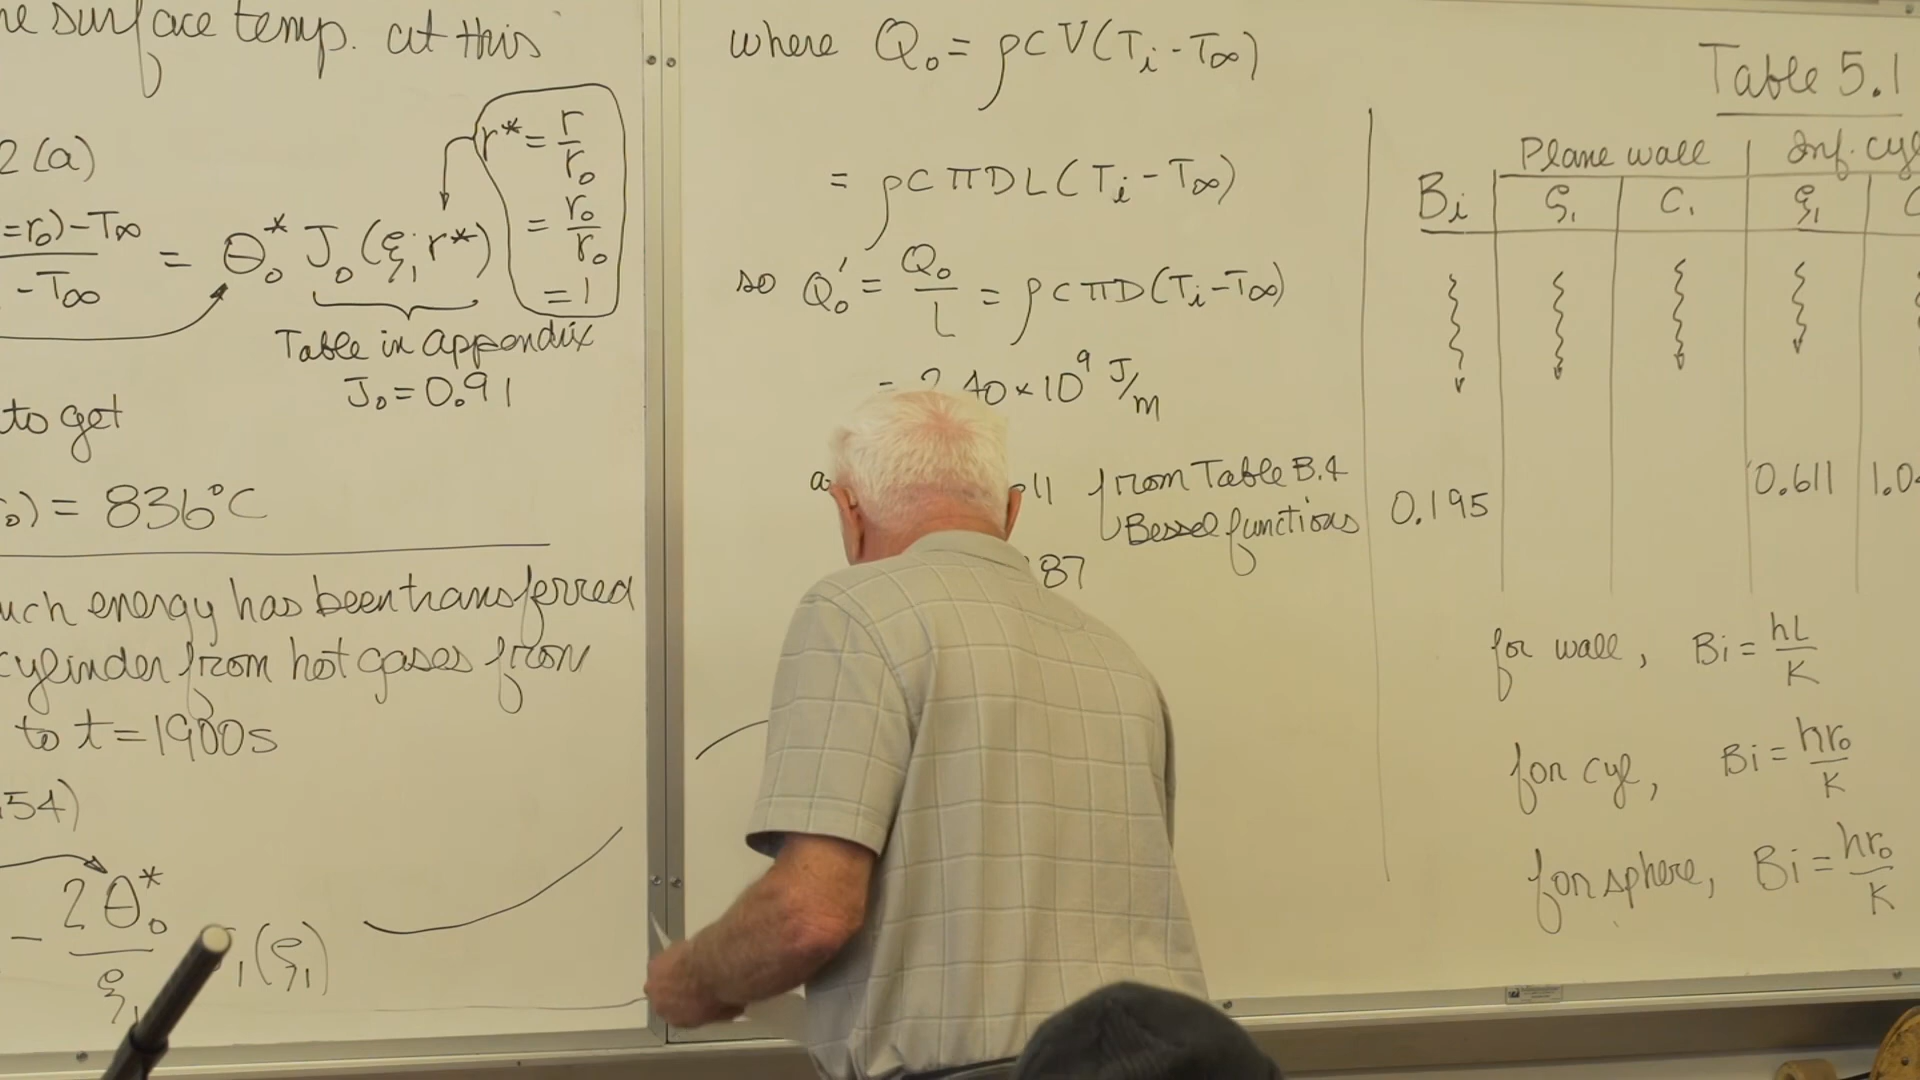 ne surface temp. at this
2(a)
r* = r/r₀
= r₀/r₀
= 1
=r₀) - T∞ / - T∞ = θ₀* J₀(ξ₁ r*)
Table in appendix
J₀ = 0.91
to get
₀) = 836°C
uch energy has been transferred
cylinder from hot gases from
to t = 1900s
.54)
- 2θ₀*/ξ₁ ₁(ξ₁)
where Q₀ = ρCV(Tᵢ - T∞)
= ρCπDL(Tᵢ - T∞)
so Q₀' = Q₀/L = ρCπD(Tᵢ - T∞)
40 × 10⁹ J/m
11 from Table B.4
Bessel functions
87
Table 5.1
Plane wall Inf. cyl
Bi ξ₁ C₁ ξ₁ C
0.195 0.611 1.0
for wall, Bi = hL/K
for cyl, Bi = hr₀/K
for sphere, Bi = hr₀/K